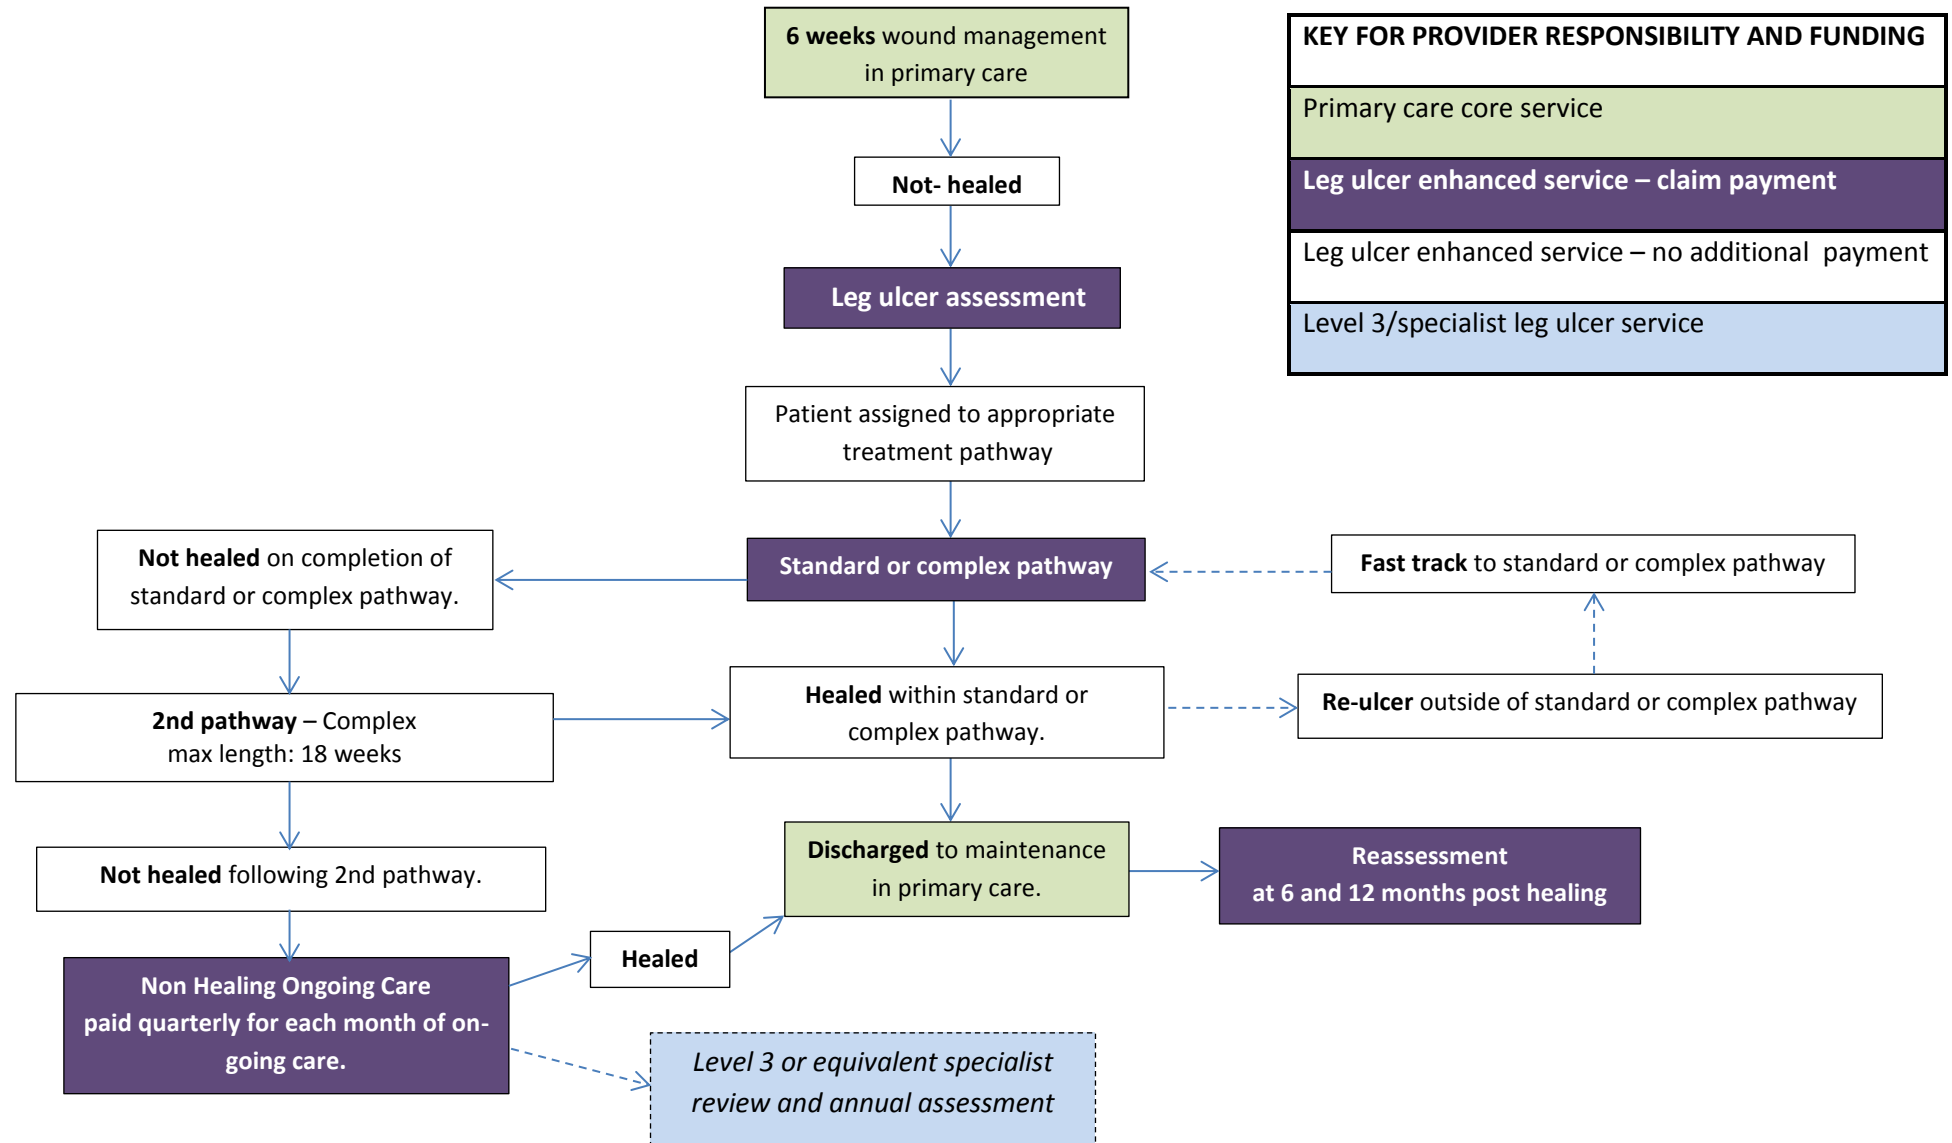 6 weeks wound management
in primary care
KEY FOR PROVIDER RESPONSIBILITY AND FUNDING
Primary care core service
Leg ulcer enhanced service – claim payment
Leg ulcer enhanced service – no additional  payment
Level 3/specialist leg ulcer service
Not- healed
Leg ulcer assessment
Patient assigned to appropriate
treatment pathway
Not healed on completion of
standard or complex pathway.
Standard or complex pathway
Fast track to standard or complex pathway
2nd pathway – Complex
max length: 18 weeks
Healed within standard or
complex pathway.
Re-ulcer outside of standard or complex pathway
Not healed following 2nd pathway.
Discharged to maintenance
in primary care.
Reassessment
at 6 and 12 months post healing
Healed
Non Healing Ongoing Care
paid quarterly for each month of on-
going care.
Level 3 or equivalent specialist
review and annual assessment